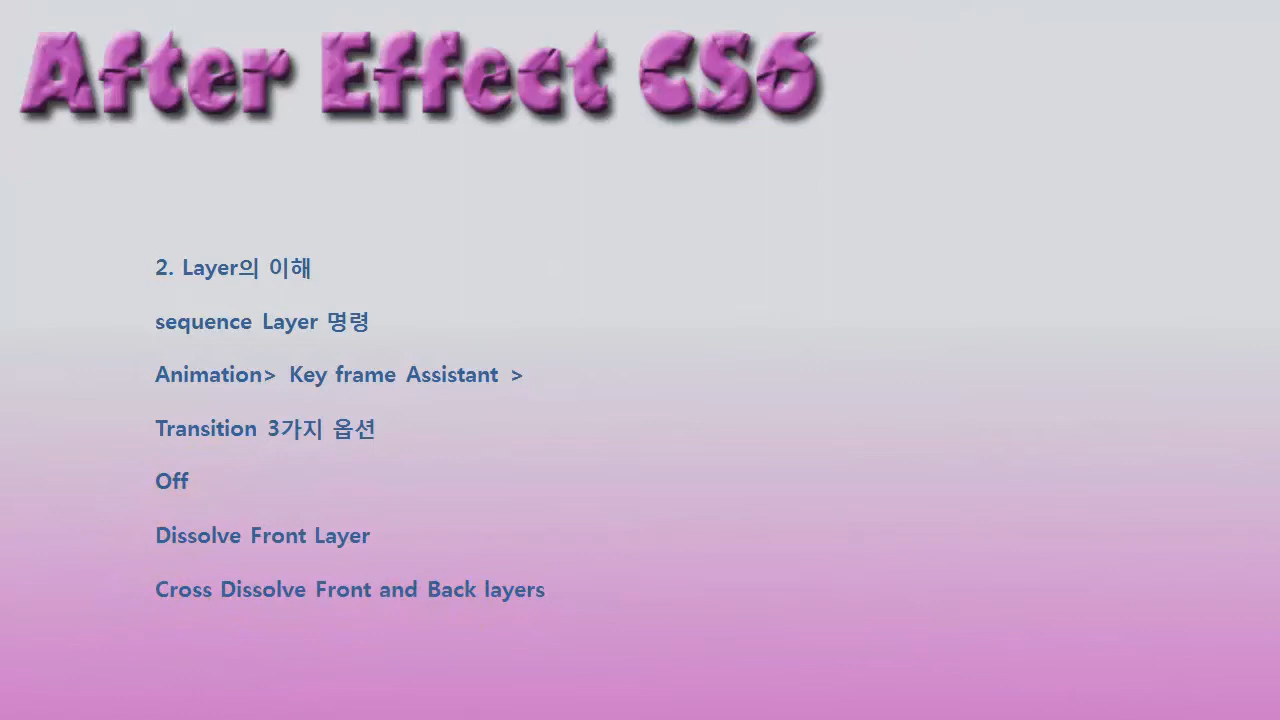 After Effect CS6
2. Layer의 이해
sequence Layer 명령
Animation> Key frame Assistant >
Transition 3가지 옵션
Off
Dissolve Front Layer
Cross Dissolve Front and Back layers